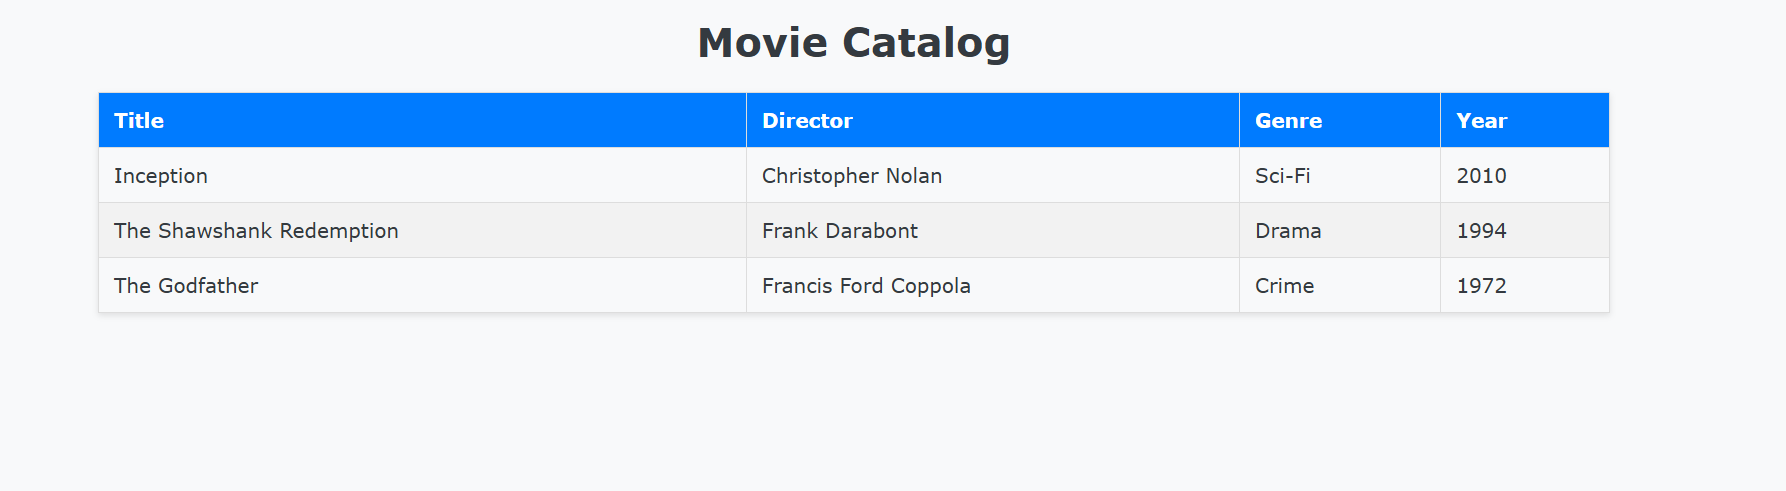 Movie Catalog
Title Director Genre Year
Inception Christopher Nolan Sci-Fi 2010
The Shawshank Redemption Frank Darabont Drama 1994
The Godfather Francis Ford Coppola Crime 1972